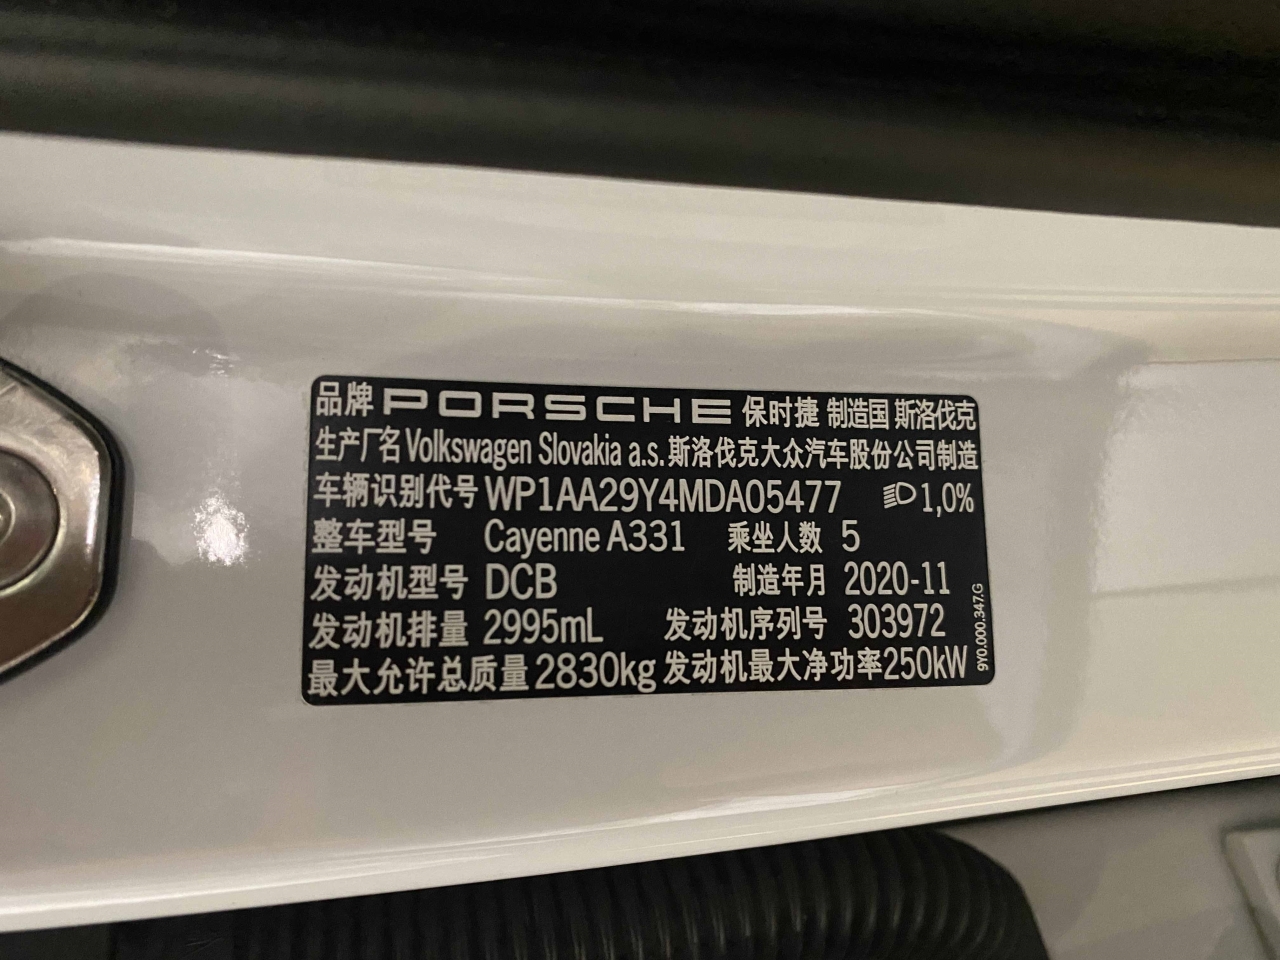 品牌 PORSCHE 保时捷 制造国 斯洛伐克
生产厂名 Volkswagen Slovakia a.s. 斯洛伐克大众汽车股份公司制造
车辆识别代号 WP1AA29Y4MDA05477 1,0%
整车型号 Cayenne A331 乘坐人数 5
发动机型号 DCB 制造年月 2020-11
发动机排量 2995mL 发动机序列号 303972
最大允许总质量 2830kg 发动机最大净功率 250kW
9Y0.000.347.G